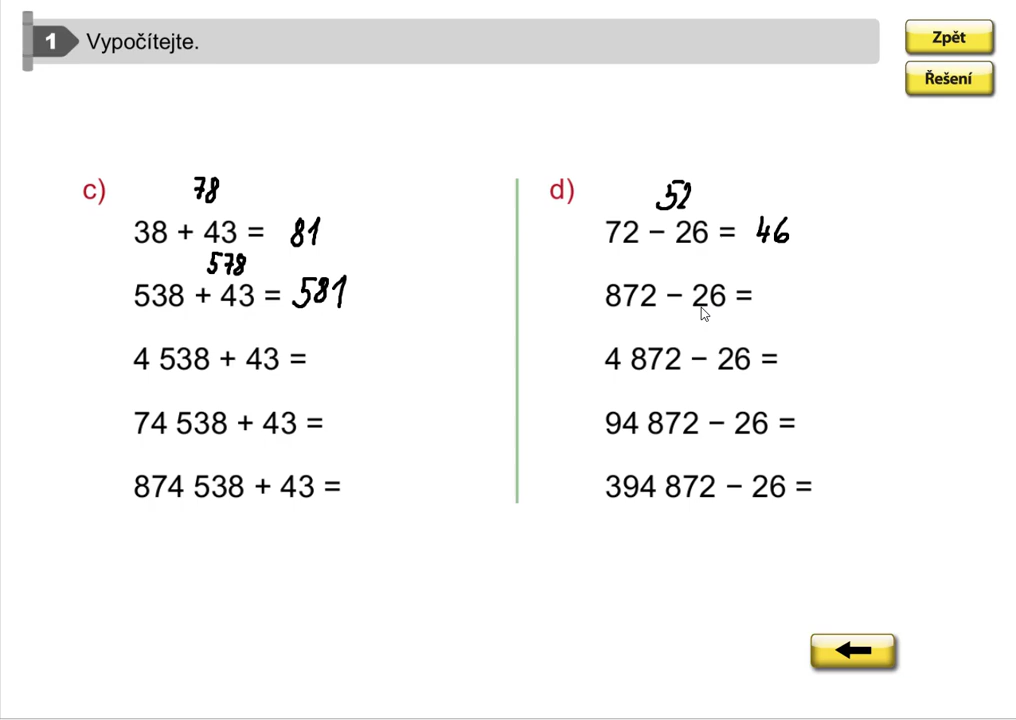 1 Vypočítejte.
Zpět
Řešení
c)
78
38 + 43 = 81
578
538 + 43 = 581
4 538 + 43 =
74 538 + 43 =
874 538 + 43 =
d)
52
72 − 26 = 46
872 − 26 =
4 872 − 26 =
94 872 − 26 =
394 872 − 26 =